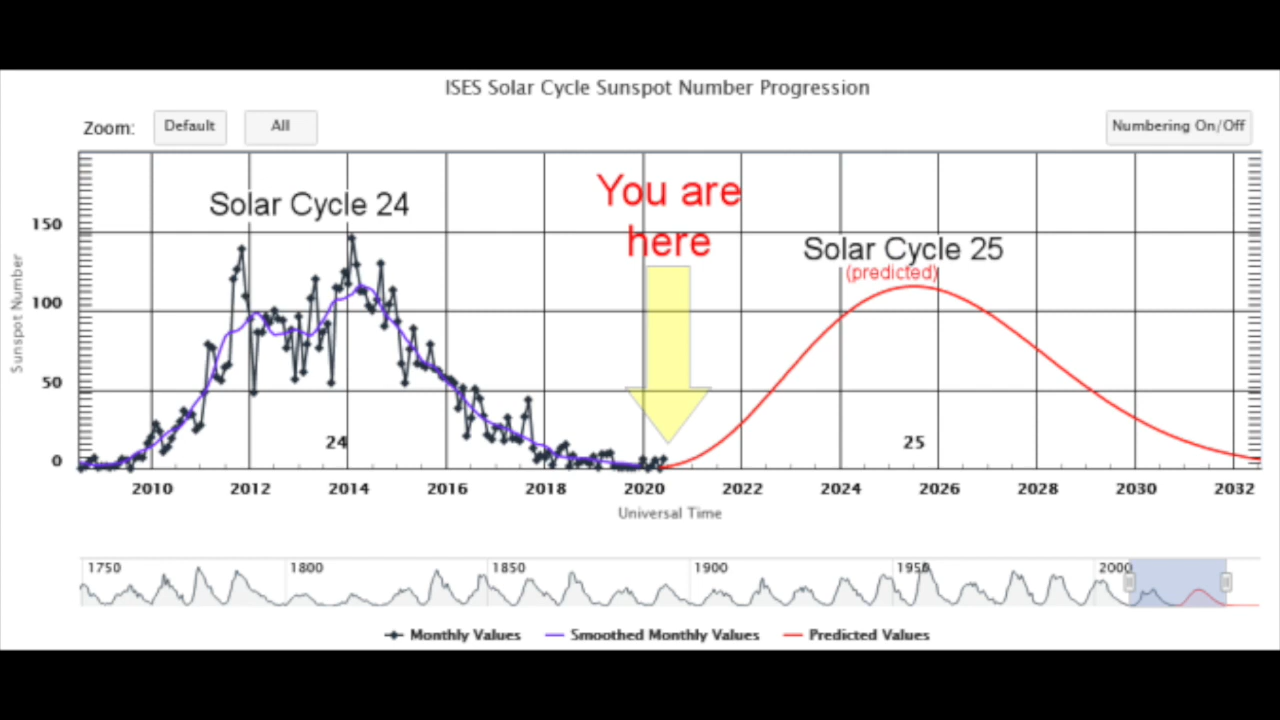 ISES Solar Cycle Sunspot Number Progression
Zoom: Default All Numbering On/Off
You are
here
Solar Cycle 24
Solar Cycle 25
(predicted)
Sunspot Number
150
100
50
0
24 25
2010 2012 2014 2016 2018 2020 2022 2024 2026 2028 2030 2032
Universal Time
1750 1800 1850 1900 1950 2000
Monthly Values Smoothed Monthly Values Predicted Values